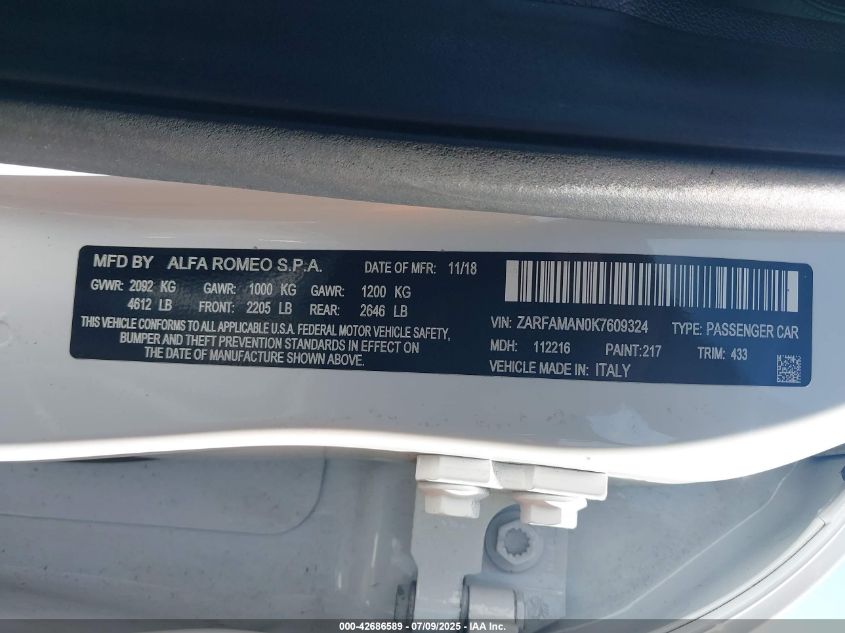 MFD BY ALFA ROMEO S.P.A. DATE OF MFR: 11/18
GVWR: 2092 KG GAWR: 1000 KG GAWR: 1200 KG
4612 LB FRONT: 2205 LB REAR: 2646 LB
THIS VEHICLE CONFORMS TO ALL APPLICABLE U.S.A. FEDERAL MOTOR VEHICLE SAFETY,
BUMPER AND THEFT PREVENTION STANDARDS IN EFFECT ON
THE DATE OF MANUFACTURE SHOWN ABOVE.
VIN: ZARFAMAN0K7609324 TYPE: PASSENGER CAR
MDH: 112216 PAINT:217 TRIM: 433
VEHICLE MADE IN: ITALY
000-42686589 - 07/09/2025 - IAA Inc.